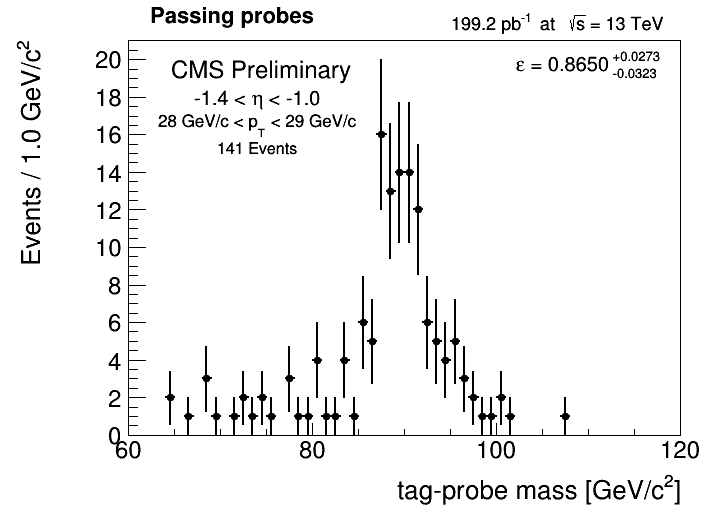 Passing probes
199.2 pb⁻¹ at √s = 13 TeV
CMS Preliminary
ε = 0.8650 +0.0273 -0.0323
-1.4 < η < -1.0
28 GeV/c < p_T < 29 GeV/c
141 Events
Events / 1.0 GeV/c²
20
18
16
14
12
10
8
6
4
2
0
60 80 100 120
tag-probe mass [GeV/c²]